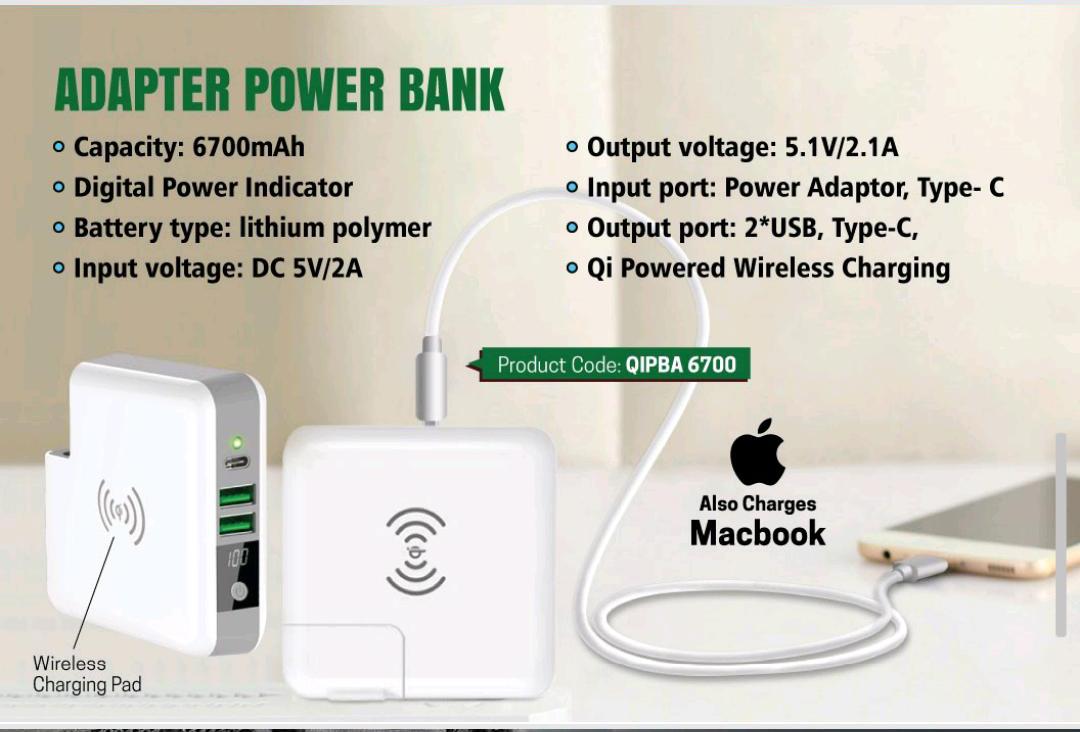 ADAPTER POWER BANK
Capacity: 6700mAh
Digital Power Indicator
Battery type: lithium polymer
Input voltage: DC 5V/2A
Output voltage: 5.1V/2.1A
Input port: Power Adaptor, Type- C
Output port: 2*USB, Type-C,
Qi Powered Wireless Charging
Product Code: QIPBA 6700
Also Charges
Macbook
100
Wireless
Charging Pad